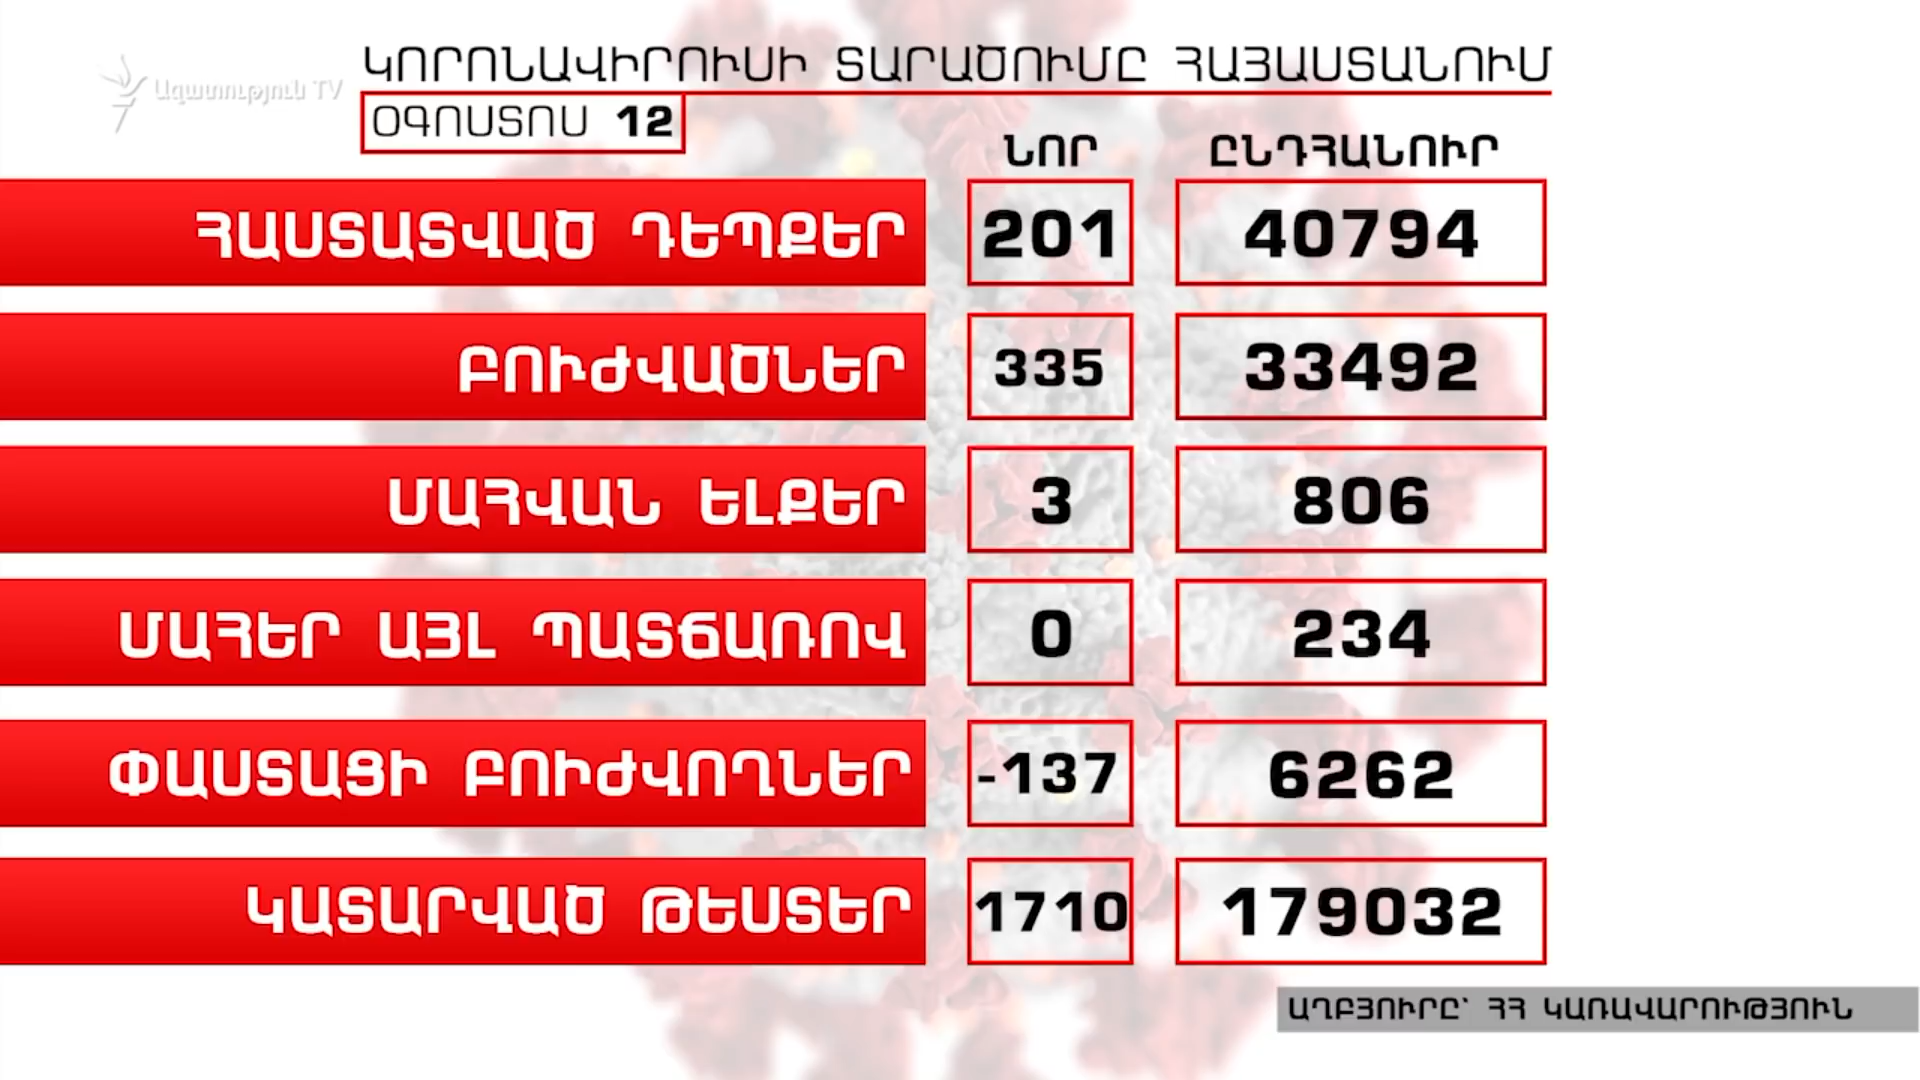 ԿՈՐՈՆԱՎԻՐՈՒՍԻ ՏԱՐԱԾՈՒՄԸ ՀԱՅԱՍՏԱՆՈՒՄ
Ազատություն TV
ՕԳՈՍՏՈՍ 12
ՆՈՐ ԸՆԴՀԱՆՈՒՐ
ՀԱՍՏԱՏՎԱԾ ԴԵՊՔԵՐ 201 40794
ԲՈՒԺՎԱԾՆԵՐ 335 33492
ՄԱՀՎԱՆ ԵԼՔԵՐ 3 806
ՄԱՀԵՐ ԱՅԼ ՊԱՏՃԱՌՈՎ 0 234
ՓԱՍՏԱՑԻ ԲՈՒԺՎՈՂՆԵՐ -137 6262
ԿԱՏԱՐՎԱԾ ԹԵՍՏԵՐ 1710 179032
ԱՂԲՅՈՒՐԸ՝ ՀՀ ԿԱՌԱՎԱՐՈՒԹՅՈՒՆ